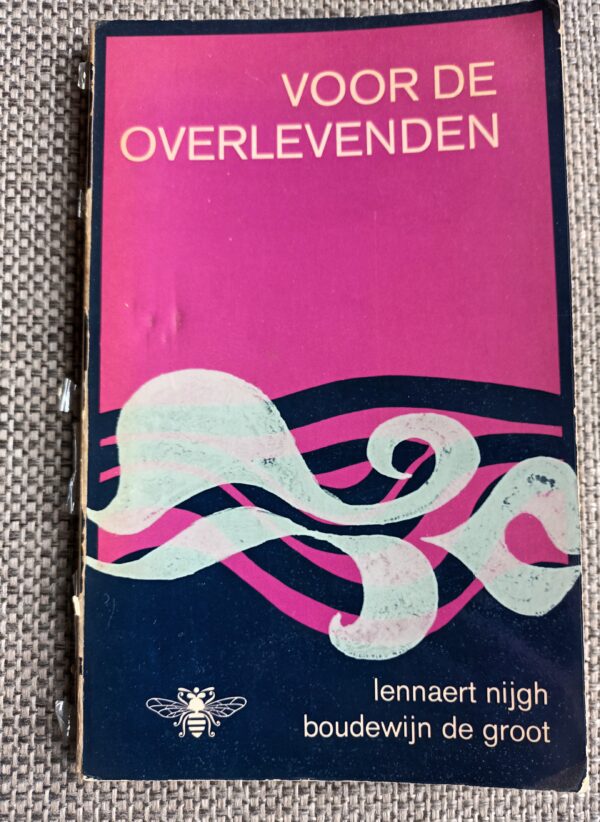 VOOR DE
OVERLEVENDEN
lennaert nijgh
boudewijn de groot